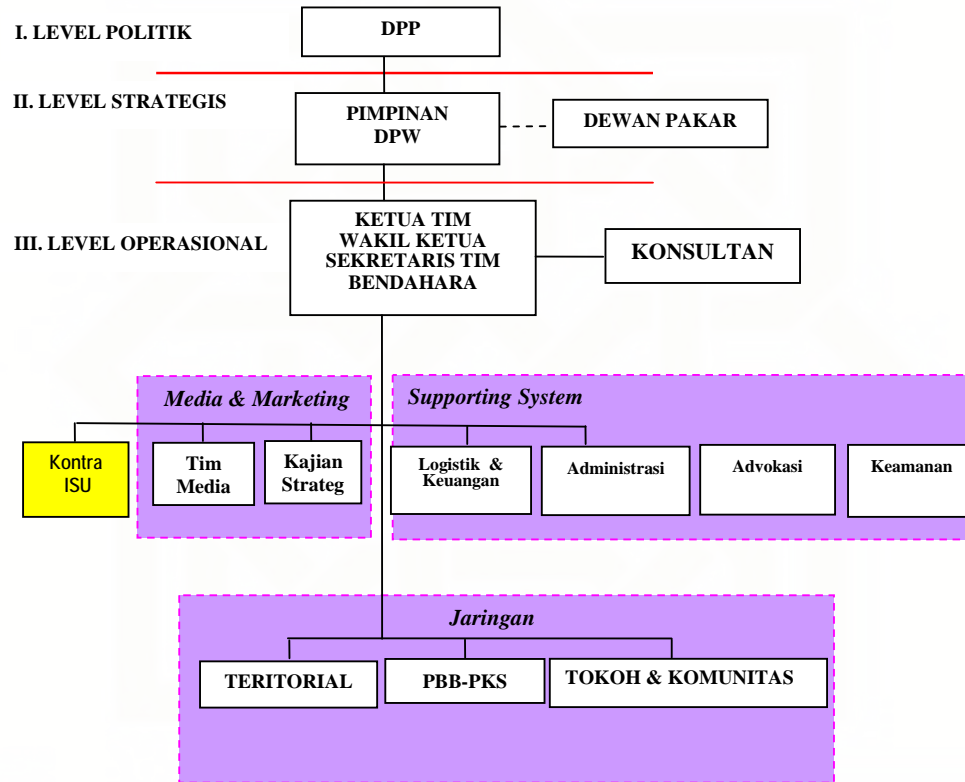 I. LEVEL POLITIK
DPP
II. LEVEL STRATEGIS
PIMPINAN
DPW
DEWAN PAKAR
III. LEVEL OPERASIONAL
KETUA TIM
WAKIL KETUA
SEKRETARIS TIM
BENDAHARA
KONSULTAN
Media & Marketing
Supporting System
Kontra
ISU
Tim
Media
Kajian
Strateg
Logistik &
Keuangan
Administrasi
Advokasi
Keamanan
Jaringan
TERITORIAL
PBB-PKS
TOKOH & KOMUNITAS